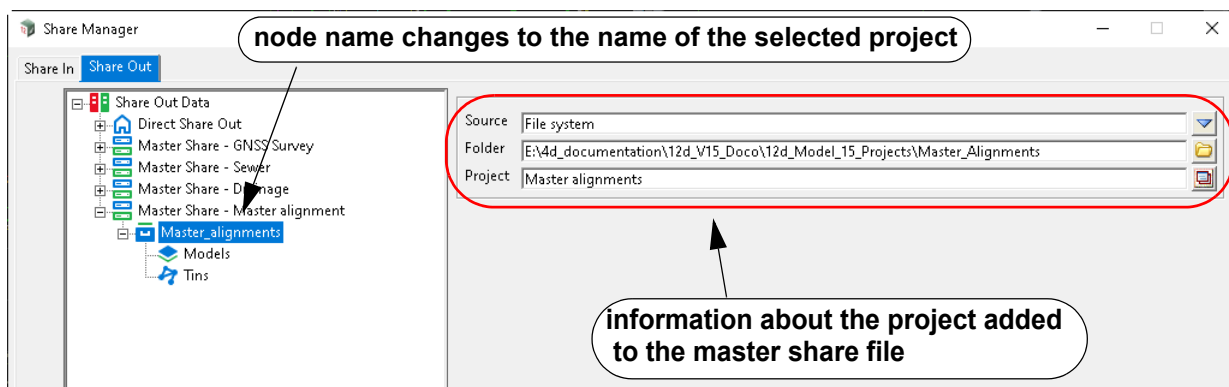 Share Manager
node name changes to the name of the selected project
Share In Share Out
Share Out Data
Direct Share Out
Master Share - GNSS Survey
Master Share - Sewer
Master Share - nage
Master Share - Master alignment
Master_alignments
Models
Tins
Source File system
Folder E:\4d_documentation\12d_V15_Doco\12d_Model_15_Projects\Master_Alignments
Project Master alignments
information about the project added
to the master share file